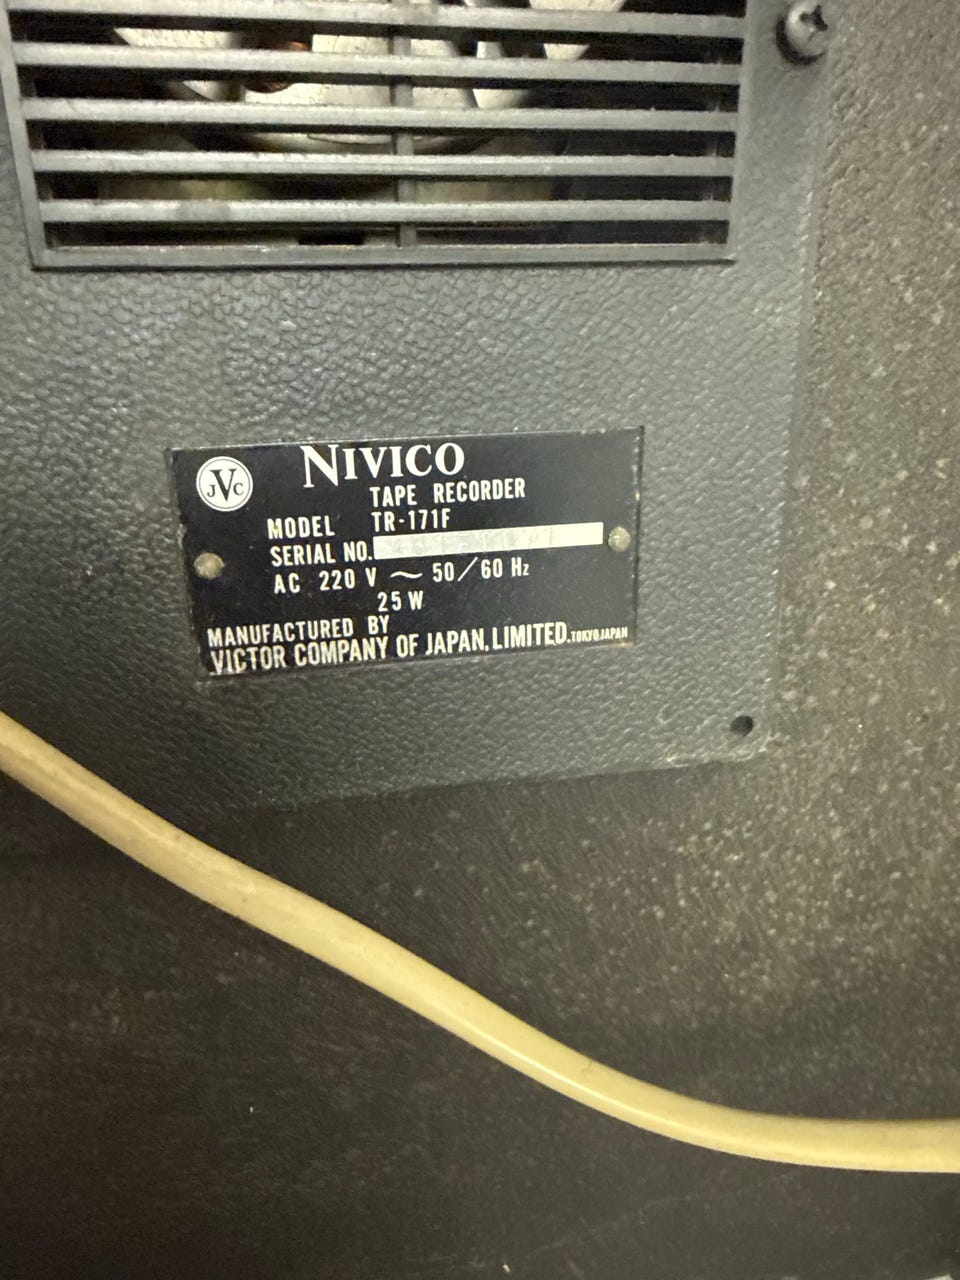 JVC
NIVICO
TAPE RECORDER
MODEL TR-171F
SERIAL NO.
AC 220 V ~ 50/60 Hz
25 W
MANUFACTURED BY
VICTOR COMPANY OF JAPAN, LIMITED. TOKYO JAPAN